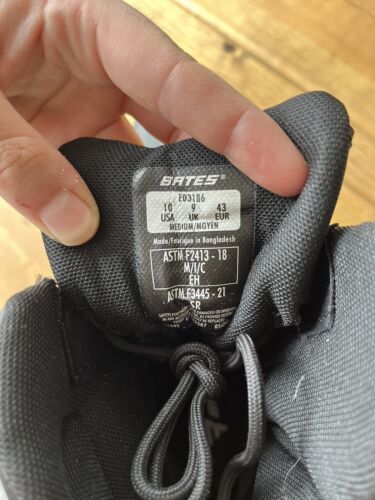 BATES®
E03186
10 9 43
USA UK EUR
MEDIUM/MOYEN
Made/Fabriqué in Bangladesh
ASTM F2413 - 18
M/I/C
EH
ASTM F3445 - 21
SR